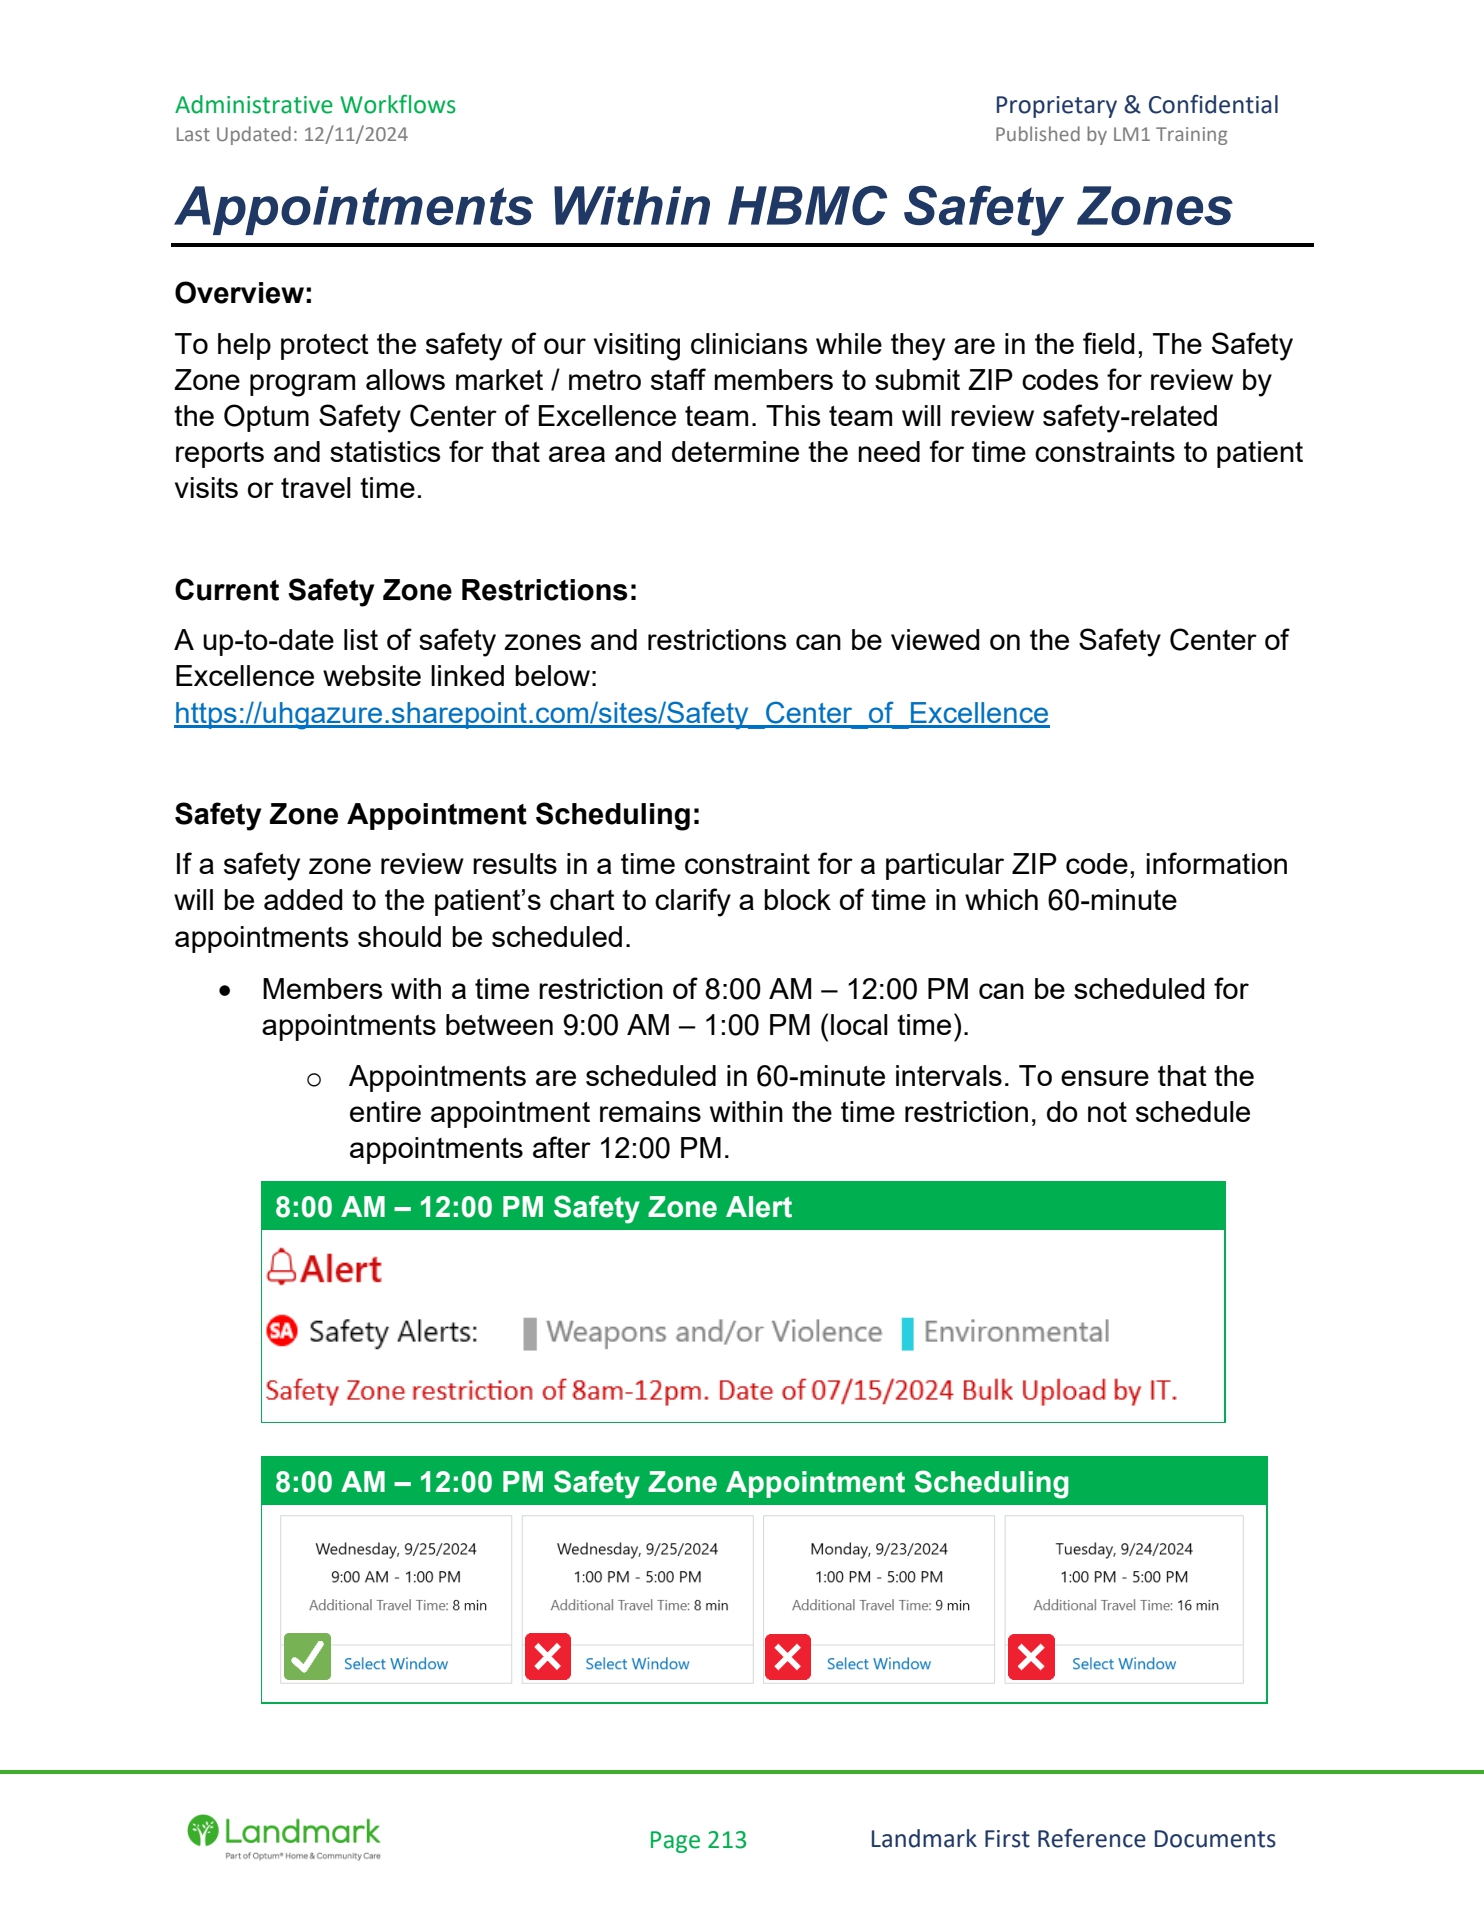 Administrative Workflows
Proprietary & Confidential
Last Updated: 12/11/2024
Published by LM1 Training
Appointments Within HBMC Safety Zones
Overview:
To help protect the safety of our visiting clinicians while they are in the field, The Safety
Zone program allows market / metro staff members to submit ZIP codes for review by
the Optum Safety Center of Excellence team. This team will review safety-related
reports and statistics for that area and determine the need for time constraints to patient
visits or travel time.
Current Safety Zone Restrictions:
A up-to-date list of safety zones and restrictions can be viewed on the Safety Center of
Excellence website linked below:
https://uhgazure.sharepoint.com/sites/Safety_Center_of_Excellence
Safety Zone Appointment Scheduling:
If a safety zone review results in a time constraint for a particular ZIP code, information
will be added to the patient’s chart to clarify a block of time in which 60-minute
appointments should be scheduled.
• Members with a time restriction of 8:00 AM – 12:00 PM can be scheduled for
appointments between 9:00 AM – 1:00 PM (local time).
o Appointments are scheduled in 60-minute intervals. To ensure that the
entire appointment remains within the time restriction, do not schedule
appointments after 12:00 PM.
8:00 AM – 12:00 PM Safety Zone Alert
Alert
SA Safety Alerts: Weapons and/or Violence Environmental
Safety Zone restriction of 8am-12pm. Date of 07/15/2024 Bulk Upload by IT.
8:00 AM – 12:00 PM Safety Zone Appointment Scheduling
Wednesday, 9/25/2024
9:00 AM - 1:00 PM
Additional Travel Time: 8 min
Select Window
Wednesday, 9/25/2024
1:00 PM - 5:00 PM
Additional Travel Time: 8 min
Select Window
Monday, 9/23/2024
1:00 PM - 5:00 PM
Additional Travel Time: 9 min
Select Window
Tuesday, 9/24/2024
1:00 PM - 5:00 PM
Additional Travel Time: 16 min
Select Window
Landmark
Part of Optum® Home & Community Care
Page 213
Landmark First Reference Documents